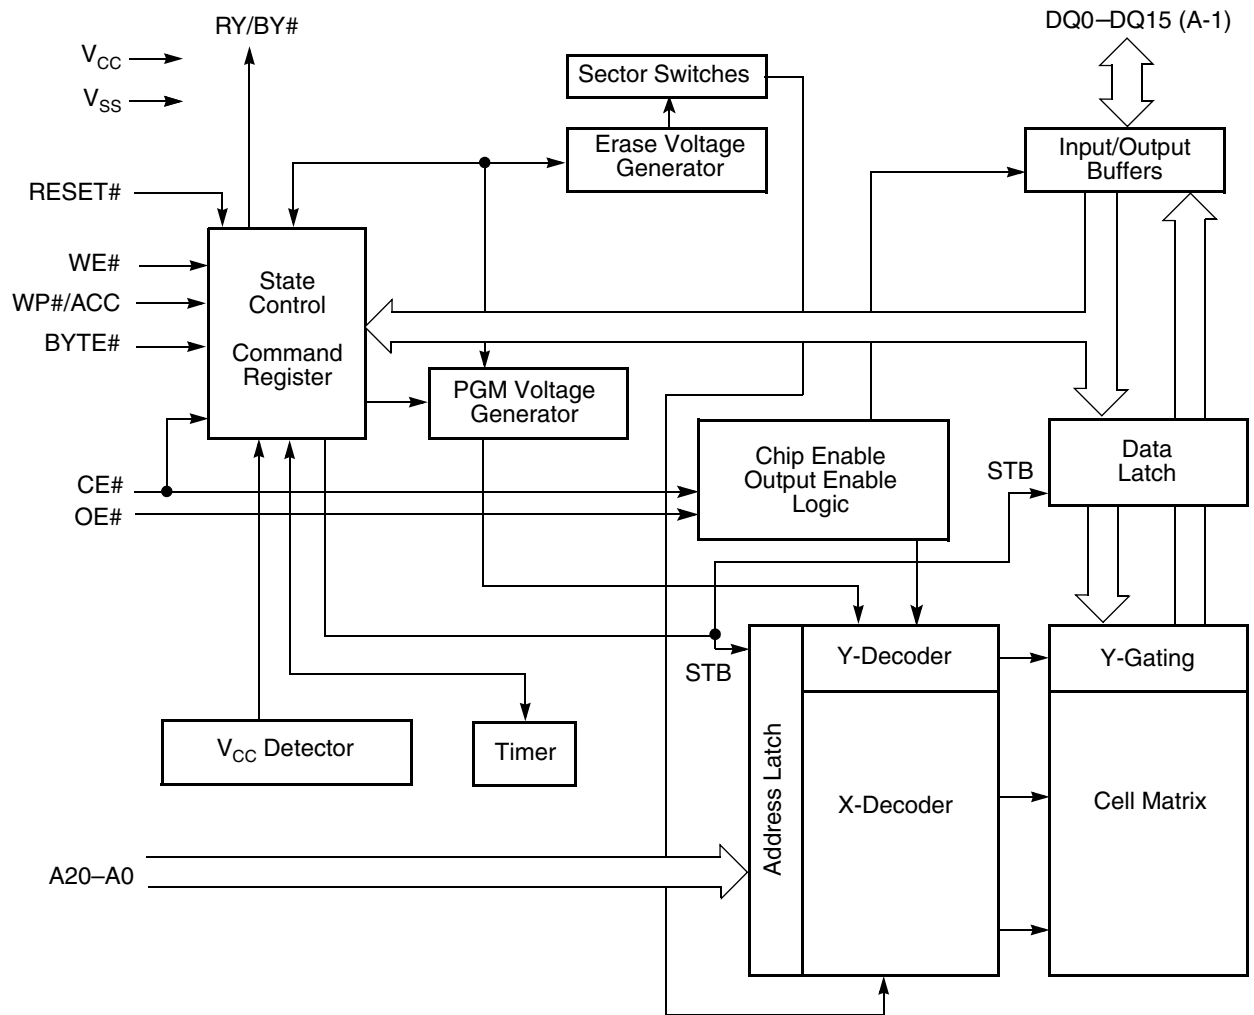 RY/BY#
DQ0–DQ15 (A-1)
VCC
VSS
Sector Switches
Erase Voltage
Generator
Input/Output
Buffers
RESET#
WE#
WP#/ACC
BYTE#
State
Control
Command
Register
PGM Voltage
Generator
Chip Enable
Output Enable
Logic
STB
Data
Latch
CE#
OE#
STB
Y-Decoder
Y-Gating
VCC Detector
Timer
Address Latch
X-Decoder
Cell Matrix
A20–A0